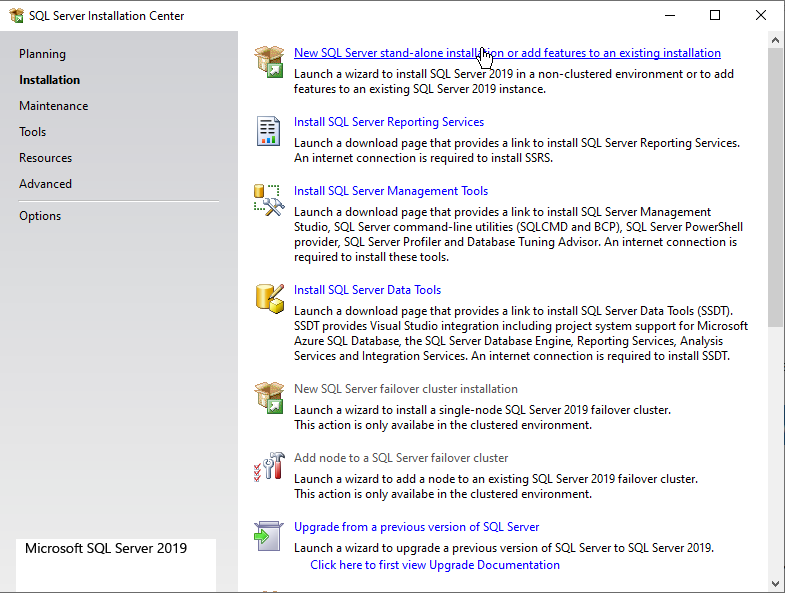 SQL Server Installation Center
Planning
Installation
Maintenance
Tools
Resources
Advanced
Options
Microsoft SQL Server 2019
New SQL Server stand-alone installation or add features to an existing installation
Launch a wizard to install SQL Server 2019 in a non-clustered environment or to add
features to an existing SQL Server 2019 instance.
Install SQL Server Reporting Services
Launch a download page that provides a link to install SQL Server Reporting Services.
An internet connection is required to install SSRS.
Install SQL Server Management Tools
Launch a download page that provides a link to install SQL Server Management
Studio, SQL Server command-line utilities (SQLCMD and BCP), SQL Server PowerShell
provider, SQL Server Profiler and Database Tuning Advisor. An internet connection is
required to install these tools.
Install SQL Server Data Tools
Launch a download page that provides a link to install SQL Server Data Tools (SSDT).
SSDT provides Visual Studio integration including project system support for Microsoft
Azure SQL Database, the SQL Server Database Engine, Reporting Services, Analysis
Services and Integration Services. An internet connection is required to install SSDT.
New SQL Server failover cluster installation
Launch a wizard to install a single-node SQL Server 2019 failover cluster.
This action is only availabe in the clustered environment.
Add node to a SQL Server failover cluster
Launch a wizard to add a node to an existing SQL Server 2019 failover cluster.
This action is only availabe in the clustered environment.
Upgrade from a previous version of SQL Server
Launch a wizard to upgrade a previous version of SQL Server to SQL Server 2019.
Click here to first view Upgrade Documentation